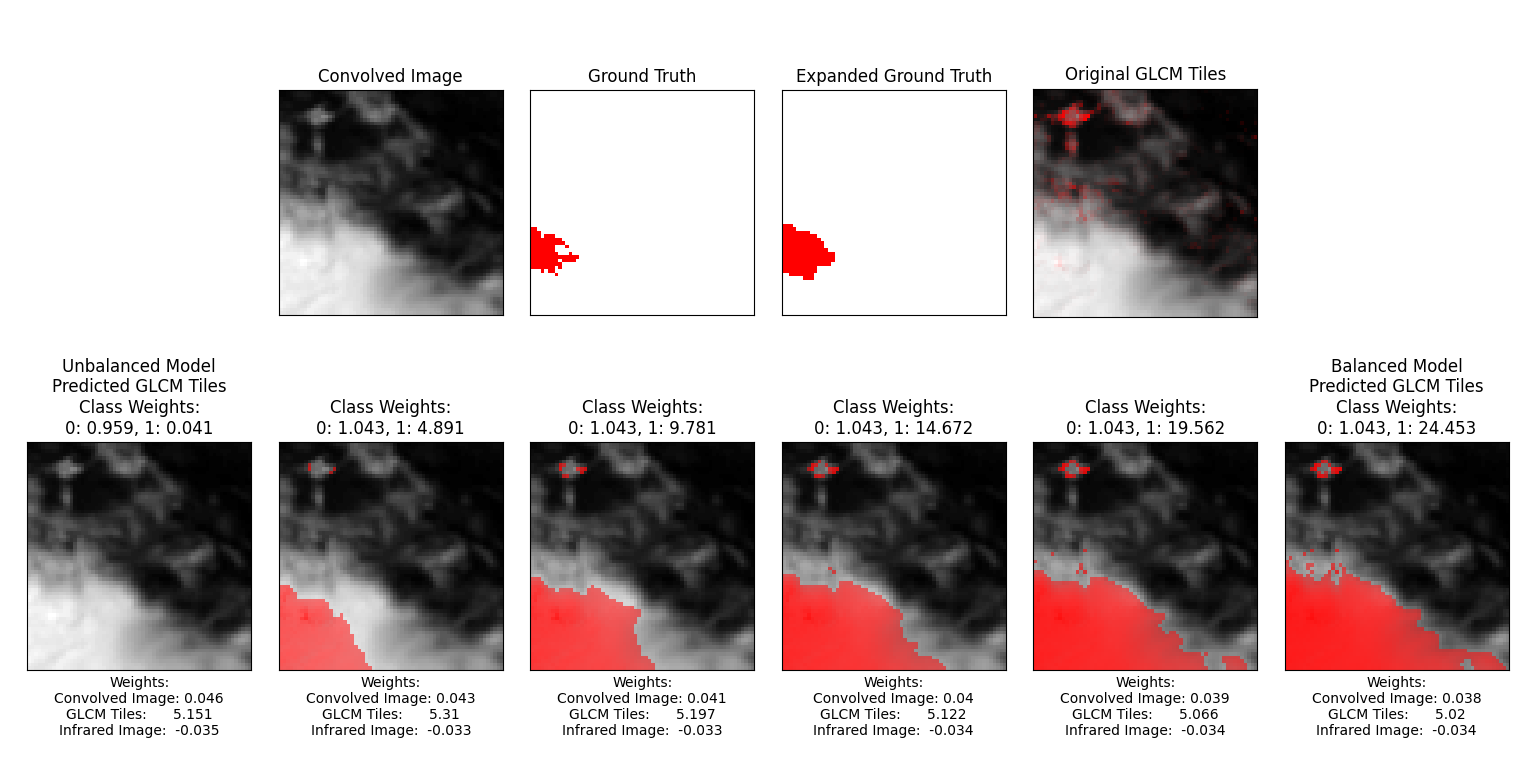 Convolved Image
Ground Truth
Expanded Ground Truth
Original GLCM Tiles
Unbalanced Model
Predicted GLCM Tiles
Class Weights:
0: 0.959, 1: 0.041
Class Weights:
0: 1.043, 1: 4.891
Class Weights:
0: 1.043, 1: 9.781
Class Weights:
0: 1.043, 1: 14.672
Class Weights:
0: 1.043, 1: 19.562
Balanced Model
Predicted GLCM Tiles
Class Weights:
0: 1.043, 1: 24.453
Weights:
Convolved Image: 0.046
GLCM Tiles: 5.151
Infrared Image: -0.035
Weights:
Convolved Image: 0.043
GLCM Tiles: 5.31
Infrared Image: -0.033
Weights:
Convolved Image: 0.041
GLCM Tiles: 5.197
Infrared Image: -0.033
Weights:
Convolved Image: 0.04
GLCM Tiles: 5.122
Infrared Image: -0.034
Weights:
Convolved Image: 0.039
GLCM Tiles: 5.066
Infrared Image: -0.034
Weights:
Convolved Image: 0.038
GLCM Tiles: 5.02
Infrared Image: -0.034